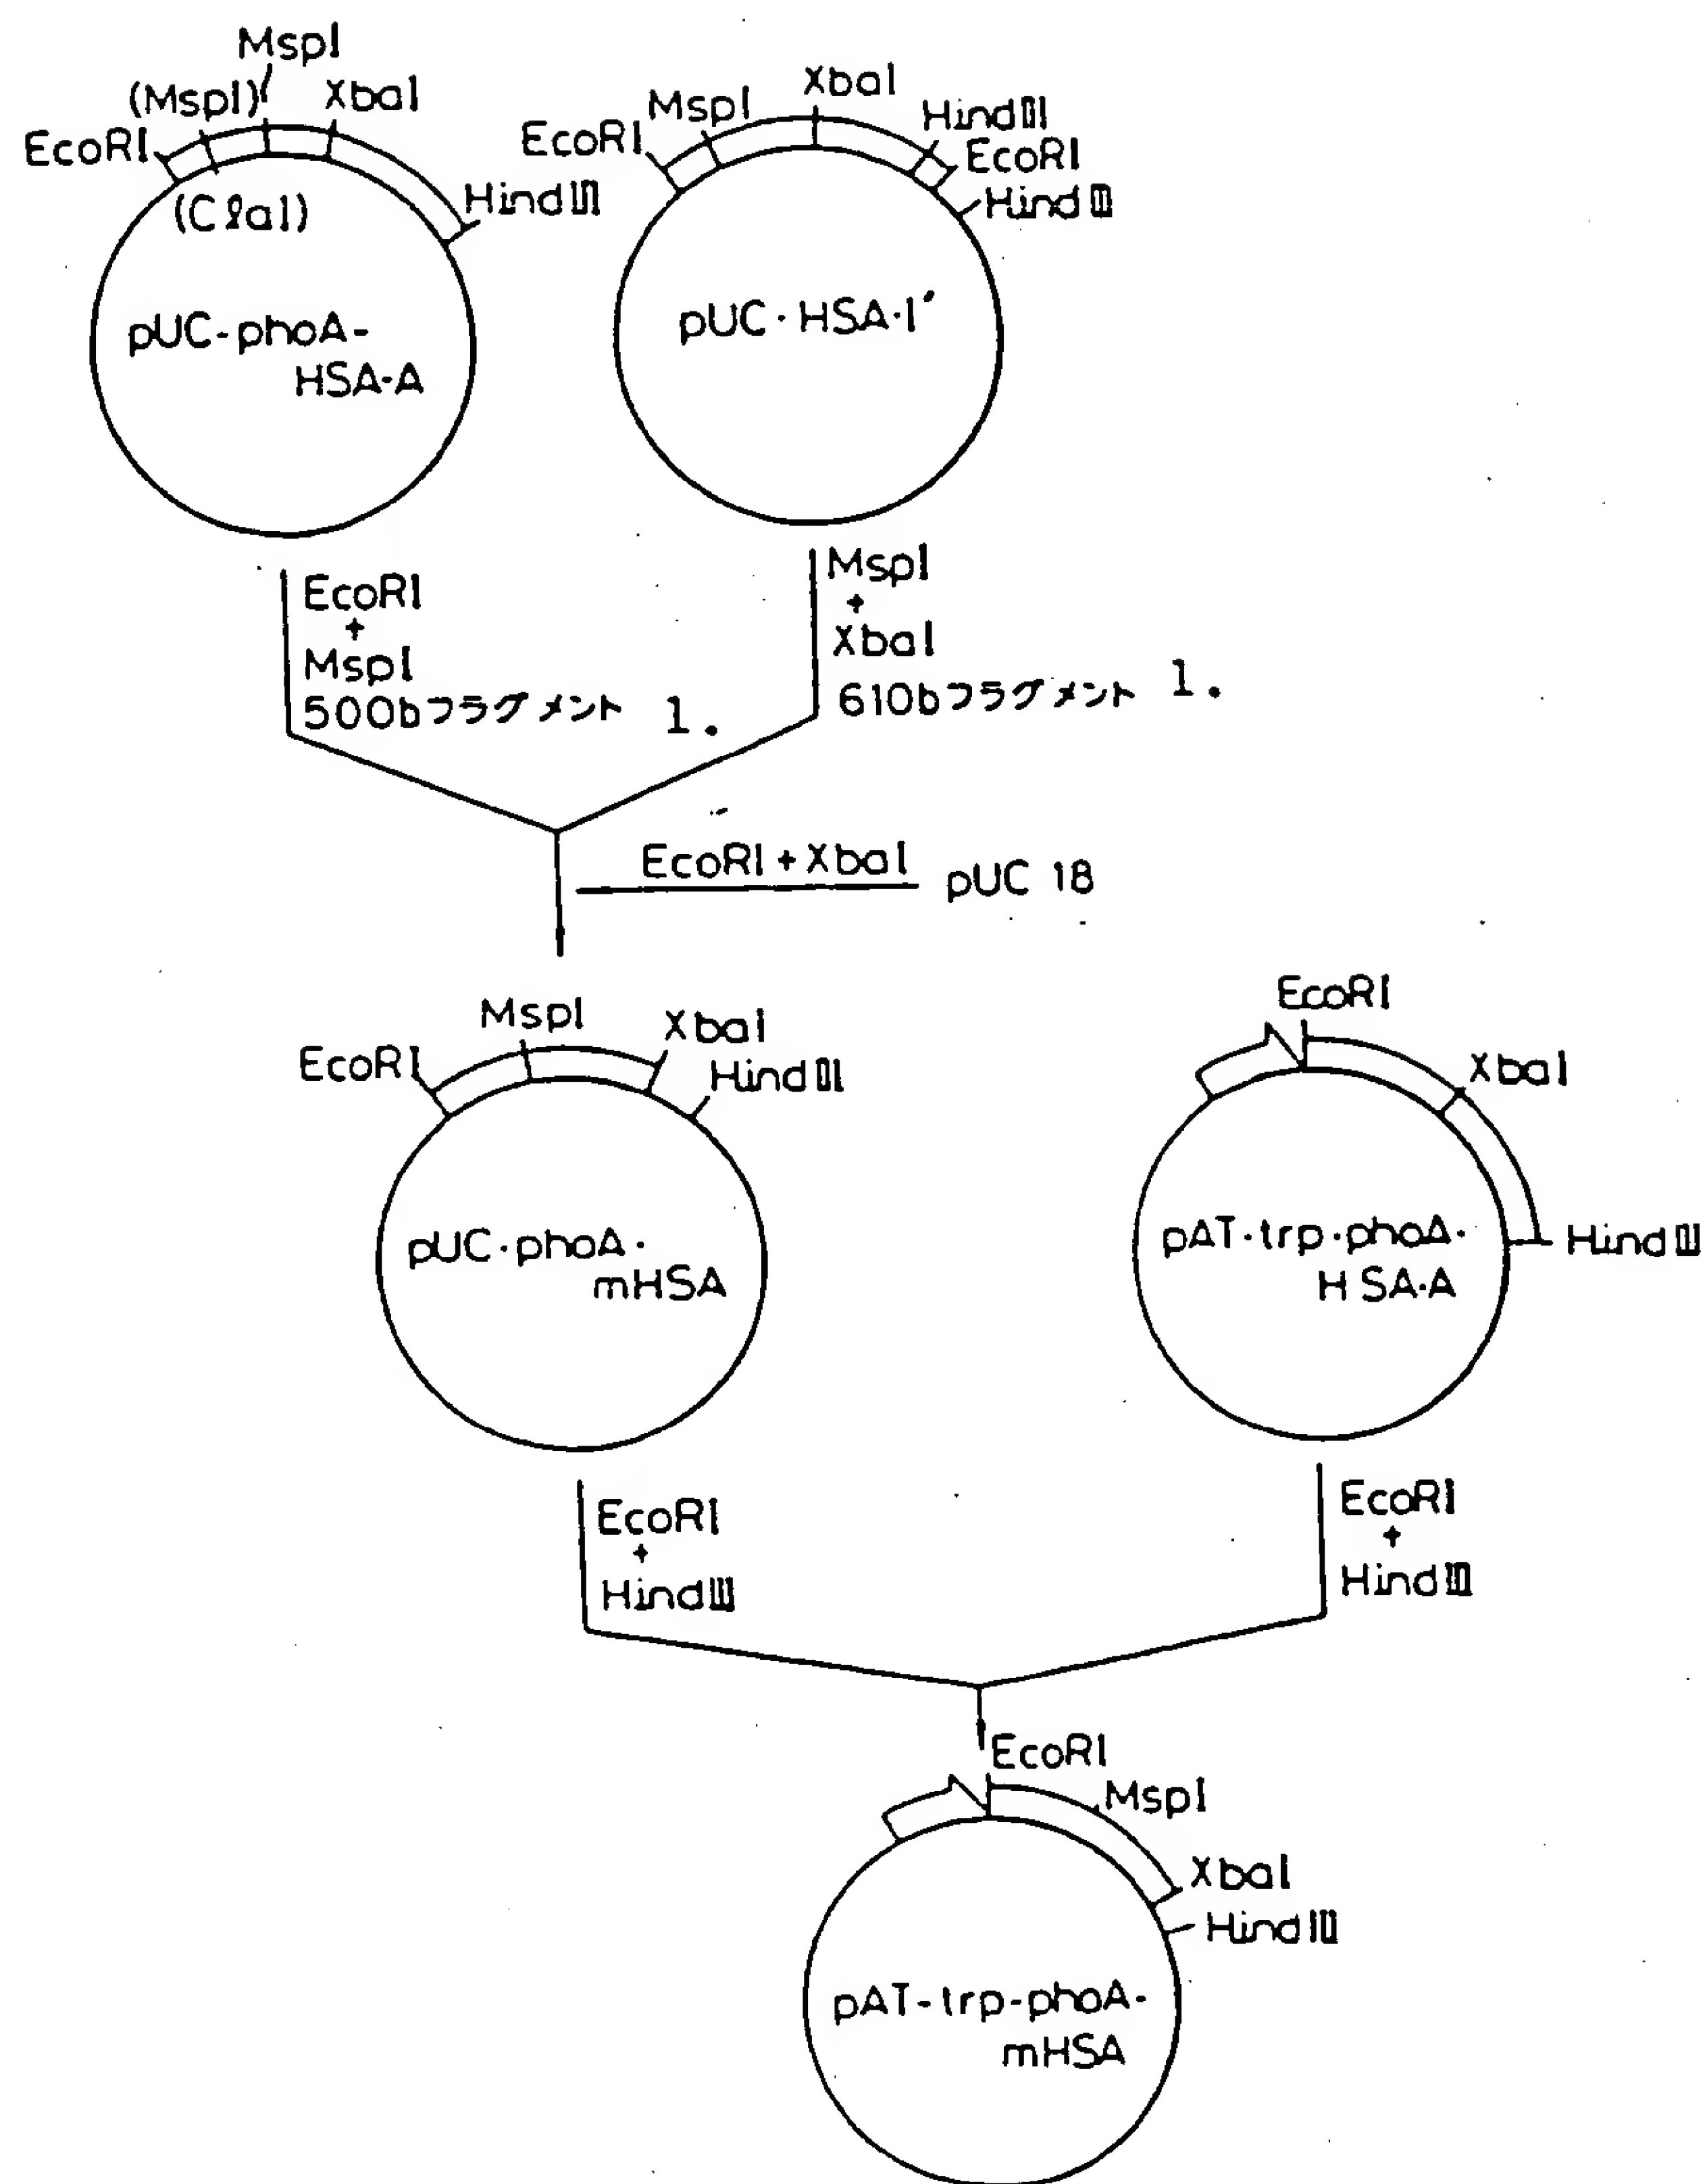 MspI
(MspI)
XbaI
EcoRI
(ClaI)
HindIII
pUC-phoA-
HSA-A
XbaI
MspI
HindIII
EcoRI
EcoRI
HindIII
pUC·HSA·I'
EcoRI
+
MspI
500bフラグメント 1.
MspI
+
XbaI
610bフラグメント 1.
EcoRI+XbaI
pUC 18
MspI
XbaI
EcoRI
HindIII
pUC·phoA·
mHSA
EcoRI
XbaI
HindIII
pAT·trp·phoA·
HSA·A
EcoRI
+
HindIII
EcoRI
+
HindIII
EcoRI
MspI
XbaI
HindIII
pAT-trp-phoA-
mHSA